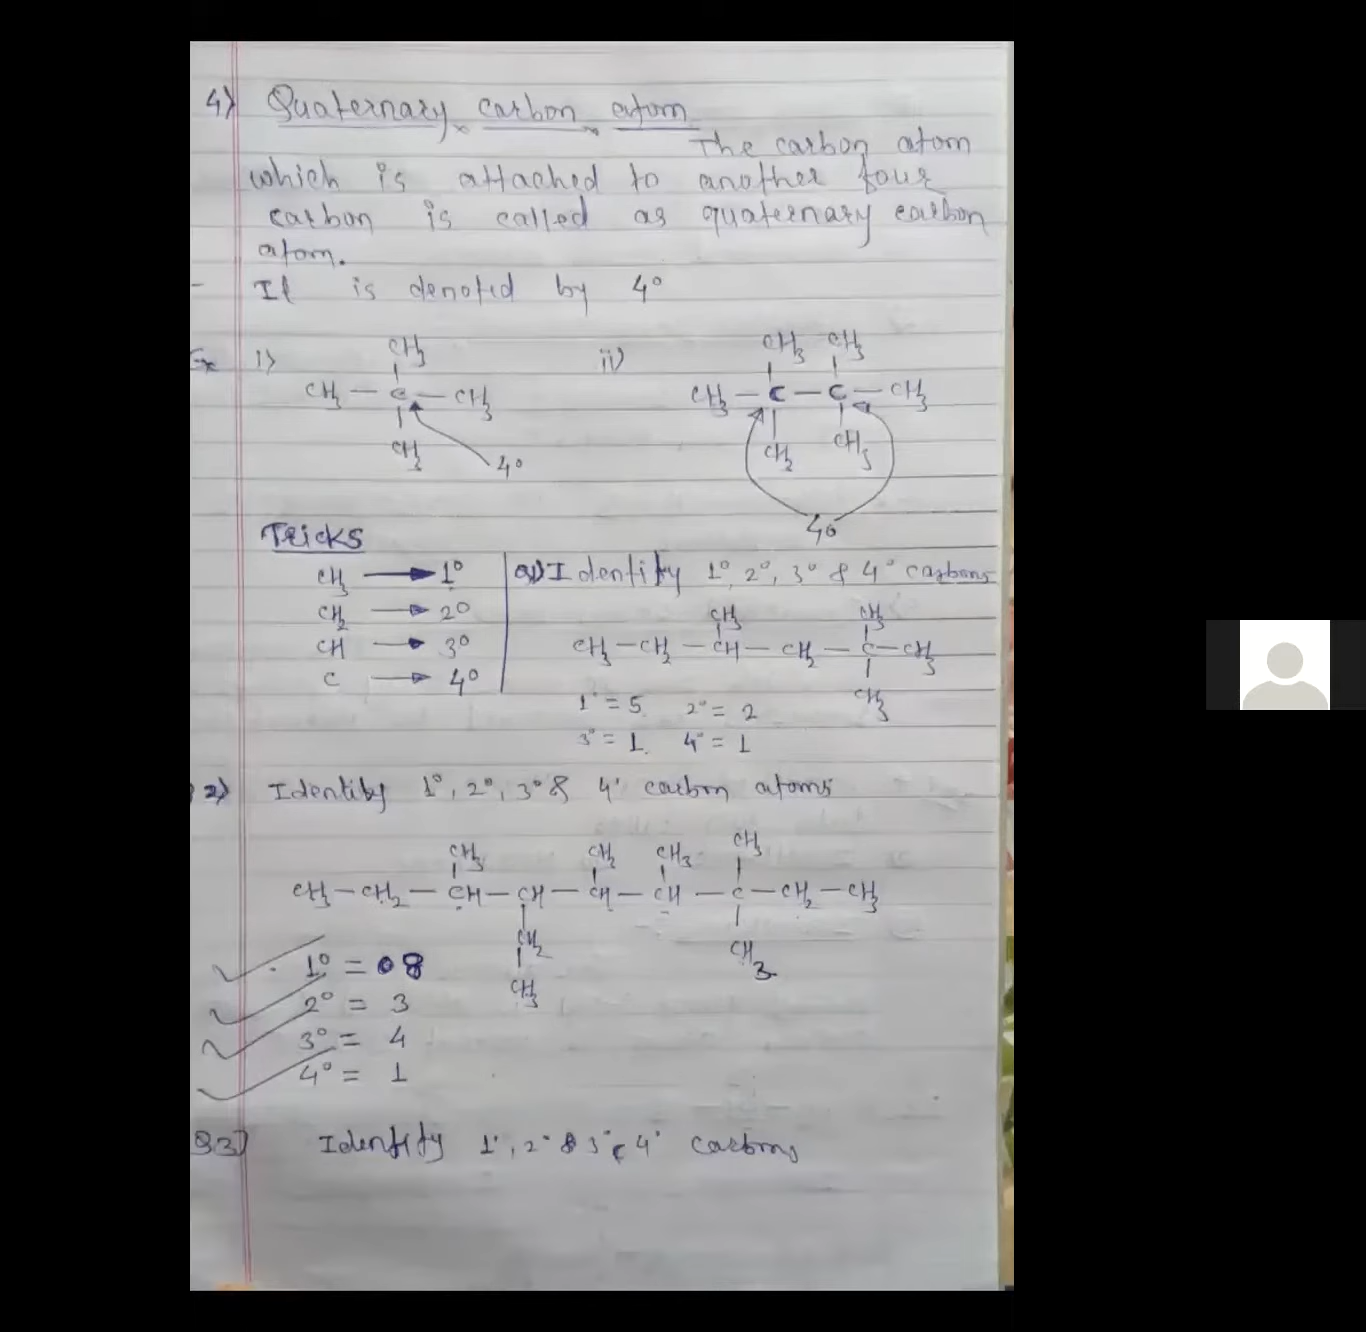 4) Quaternary carbon atom
The carbon atom
which is attached to another four
carbon is called as quaternary carbon
atom.
- It is denoted by 4°
Ex i) ii)
CH3 CH3 CH3
CH3 - C - CH3 CH3 - C - C - CH3
CH3 CH3 CH3
4° 4°
Tricks
CH3 → 1° Q1) Identify 1°, 2°, 3° & 4° carbons
CH2 → 2° CH3 CH3
CH → 3° CH3 - CH2 - CH - CH2 - C - CH3
C → 4° CH3
1° = 5 2° = 2
3° = 1 4° = 1
2) Identify 1°, 2°, 3° & 4° carbon atoms
CH3 CH3 CH3 CH3
CH3 - CH2 - CH - CH - CH - CH - C - CH2 - CH3
CH2 CH3
CH3
1° = 08
2° = 3
3° = 4
4° = 1
Q3) Identify 1°, 2° & 3° & 4° carbons